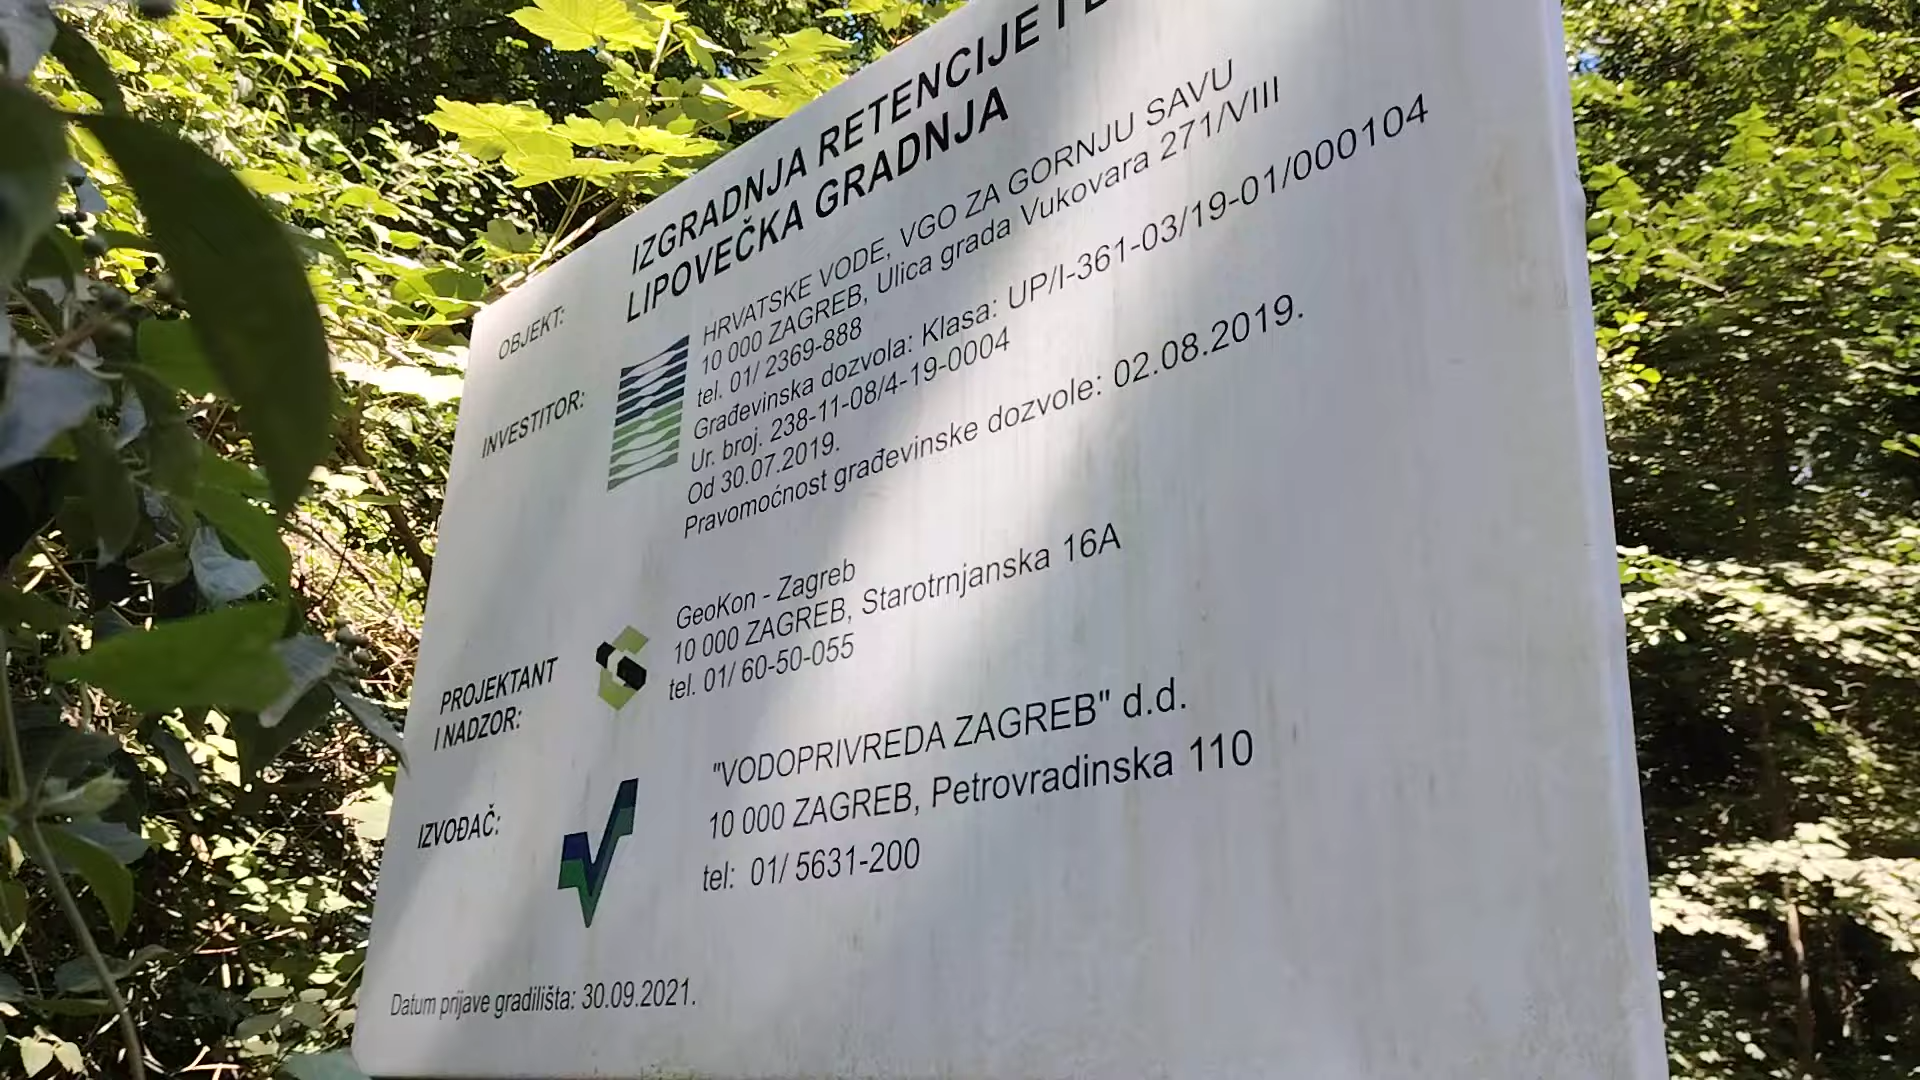 OBJEKT:
IZGRADNJA RETENCIJE I
LIPOVEČKA GRADNJA
INVESTITOR:
HRVATSKE VODE, VGO ZA GORNJU SAVU
10 000 ZAGREB, Ulica grada Vukovara 271/VIII
tel. 01/ 2369-888
Građevinska dozvola: Klasa: UP/I-361-03/19-01/000104
Ur. broj. 238-11-08/4-19-0004
Od 30.07.2019.
Pravomoćnost građevinske dozvole: 02.08.2019.
PROJEKTANT
I NADZOR:
GeoKon - Zagreb
10 000 ZAGREB, Starotrnjanska 16A
tel. 01/ 60-50-055
IZVOĐAČ:
"VODOPRIVREDA ZAGREB" d.d.
10 000 ZAGREB, Petrovradinska 110
tel: 01/ 5631-200
Datum prijave gradilišta: 30.09.2021.